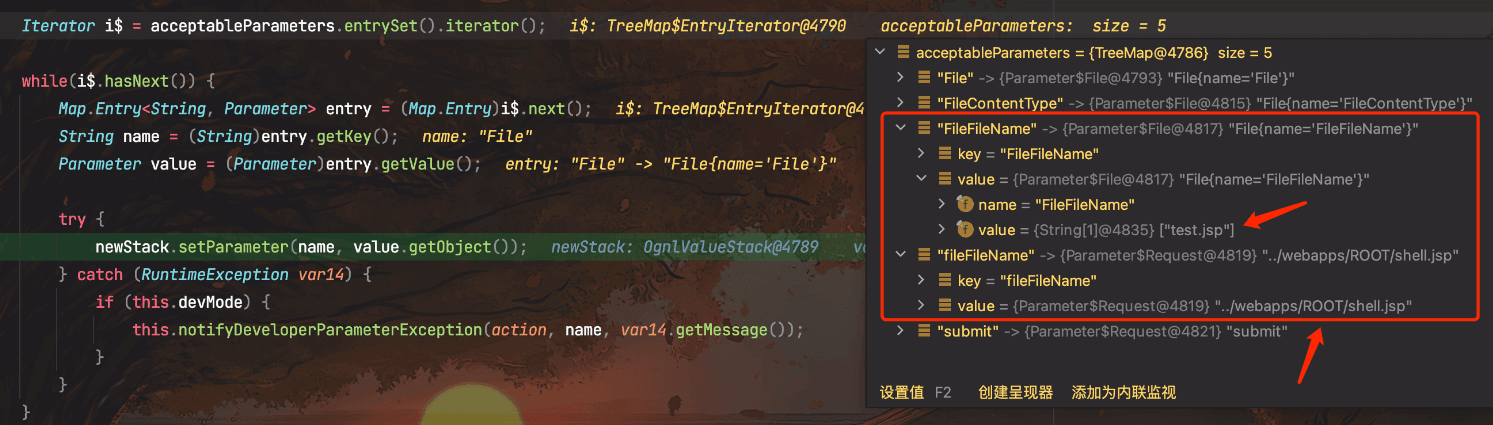 Iterator i$ = acceptableParameters.entrySet().iterator();   i$: TreeMap$EntryIterator@4790    acceptableParameters:  size = 5
while(i$.hasNext()) {
Map.Entry<String, Parameter> entry = (Map.Entry)i$.next();   i$: TreeMap$EntryIterator@4
String name = (String)entry.getKey();   name: "File"
Parameter value = (Parameter)entry.getValue();   entry: "File" -> "File{name='File'}"
try {
newStack.setParameter(name, value.getObject());   newStack: OgnlValueStack@4789
} catch (RuntimeException var14) {
if (this.devMode) {
this.notifyDeveloperParameterException(action, name, var14.getMessage());
}
}
}
acceptableParameters = {TreeMap@4786}  size = 5
"File" -> {Parameter$File@4793} "File{name='File'}"
"FileContentType" -> {Parameter$File@4815} "File{name='FileContentType'}"
"FileFileName" -> {Parameter$File@4817} "File{name='FileFileName'}"
key = "FileFileName"
value = {Parameter$File@4817} "File{name='FileFileName'}"
f name = "FileFileName"
f value = {String[1]@4835} ["test.jsp"]
"fileFileName" -> {Parameter$Request@4819} "../webapps/ROOT/shell.jsp"
key = "fileFileName"
value = {Parameter$Request@4819} "../webapps/ROOT/shell.jsp"
"submit" -> {Parameter$Request@4821} "submit"
设置值 F2   创建呈现器   添加为内联监视